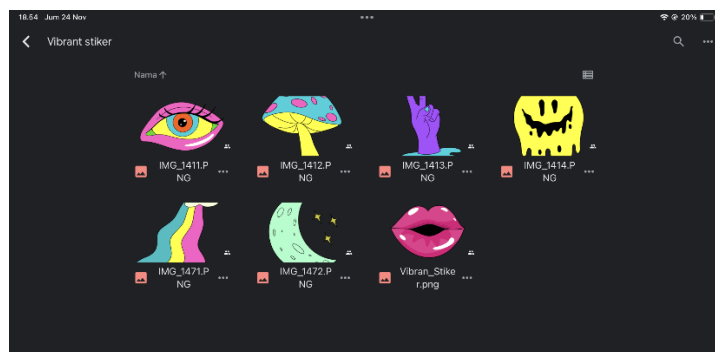 18.54 Jum 24 Nov
20%
Vibrant stiker
Nama
IMG_1411.P
NG
IMG_1412.P
NG
IMG_1413.P
NG
IMG_1414.P
NG
IMG_1471.P
NG
IMG_1472.P
NG
Vibran_Stike
r.png